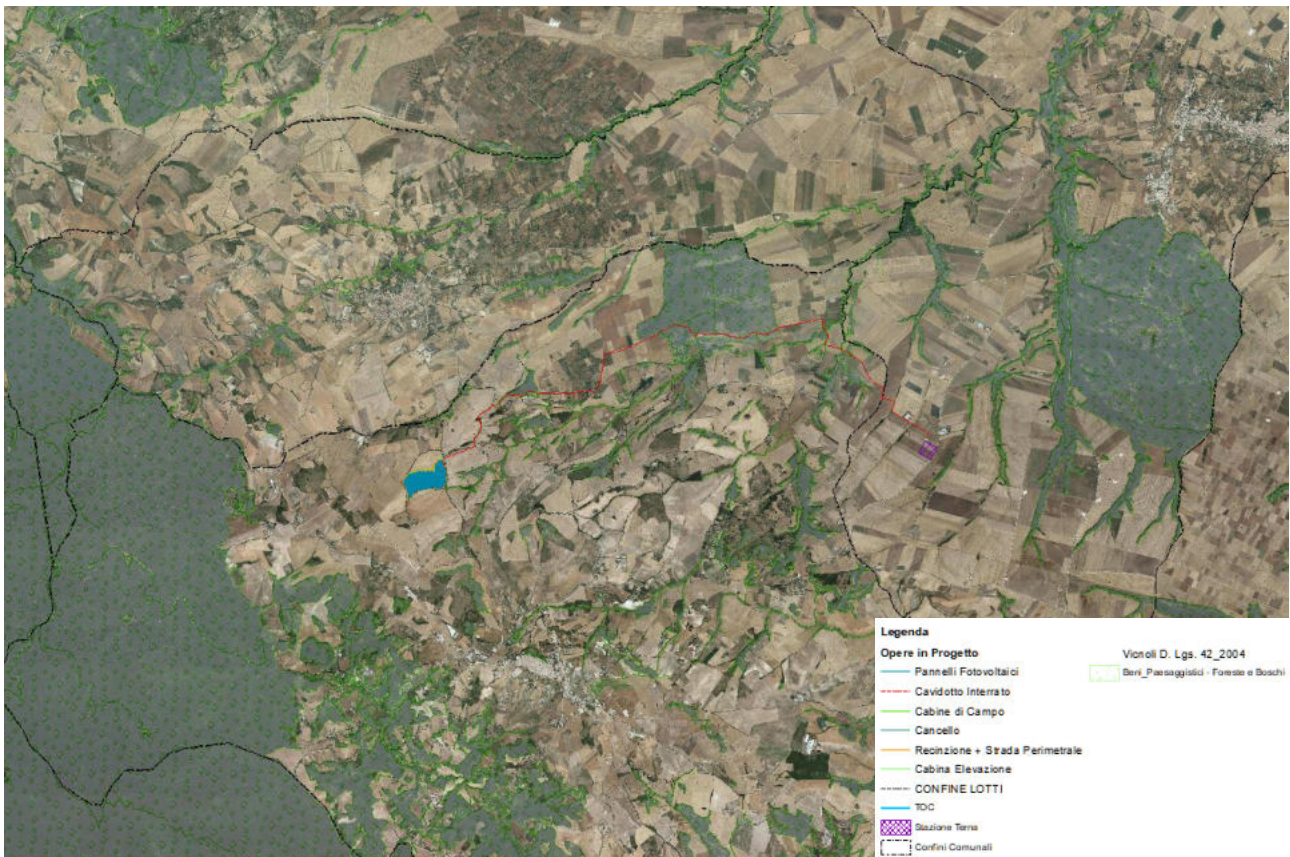 Legenda
Opere in Progetto
Pannelli Fotovoltaici
Cavidotto Interrato
Cabine di Campo
Cancello
Recinzione + Strada Perimetrale
Cabina Elevazione
CONFINE LOTTI
TOC
Stazione Terna
Confini Comunali
Vicnoli D. Lgs. 42_2004
Beni_Paesaggistici - Foreste e Boschi